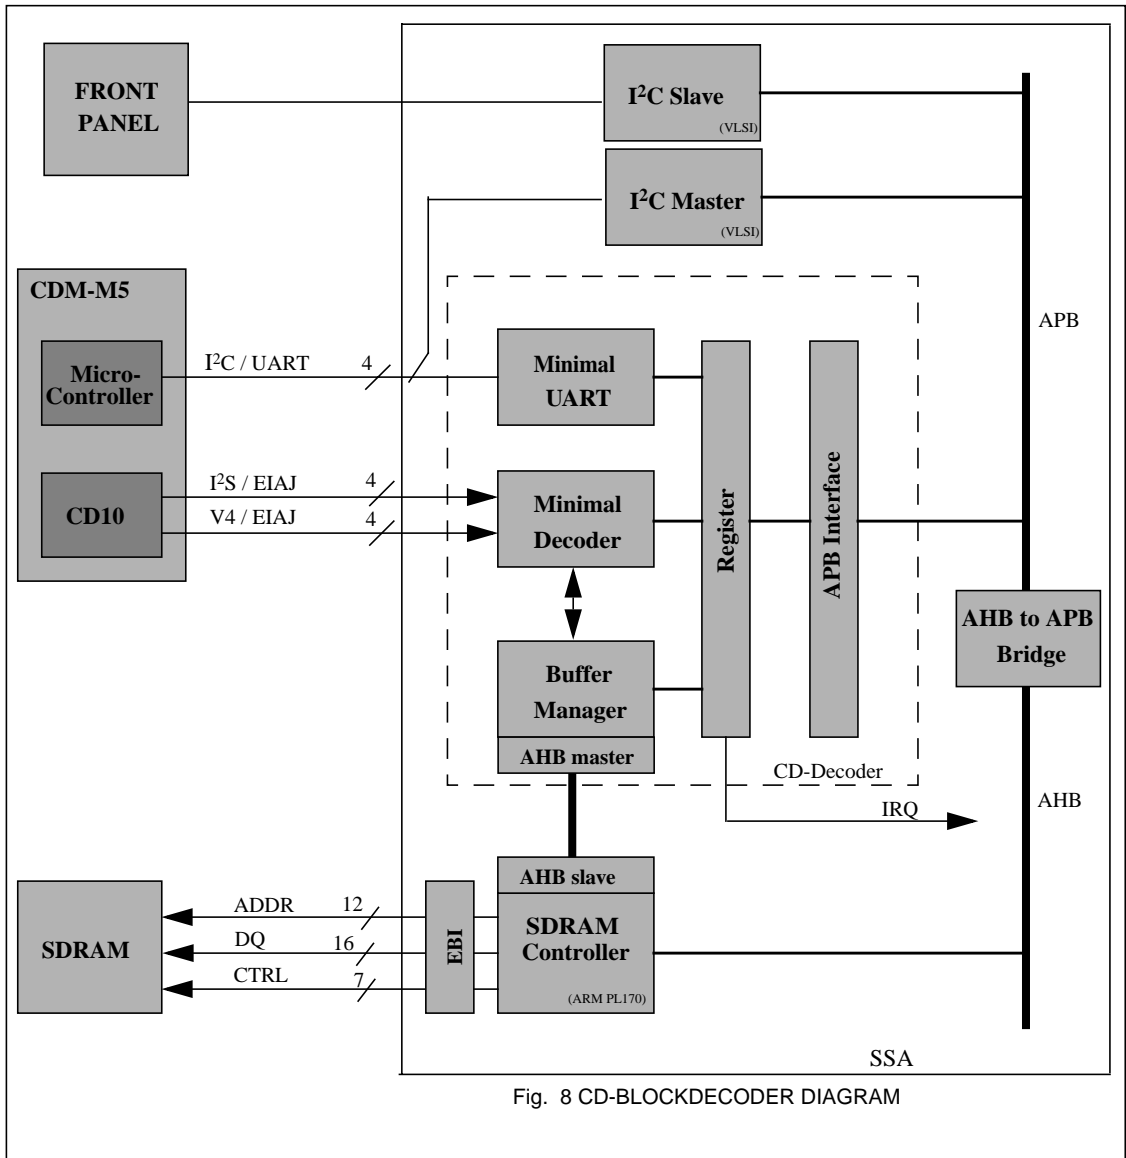 FRONT
PANEL
I²C Slave
(VLSI)
I²C Master
(VLSI)
CDM-M5
APB
Micro-
Controller
I²C / UART
4
Minimal
UART
CD10
I²S / EIAJ
4
V4 / EIAJ
4
Minimal
Decoder
Register
APB Interface
AHB to APB
Bridge
Buffer
Manager
AHB master
CD-Decoder
IRQ
AHB
AHB slave
SDRAM
ADDR
12
DQ
16
CTRL
7
EBI
SDRAM
Controller
(ARM PL170)
SSA
Fig. 8 CD-BLOCKDECODER DIAGRAM